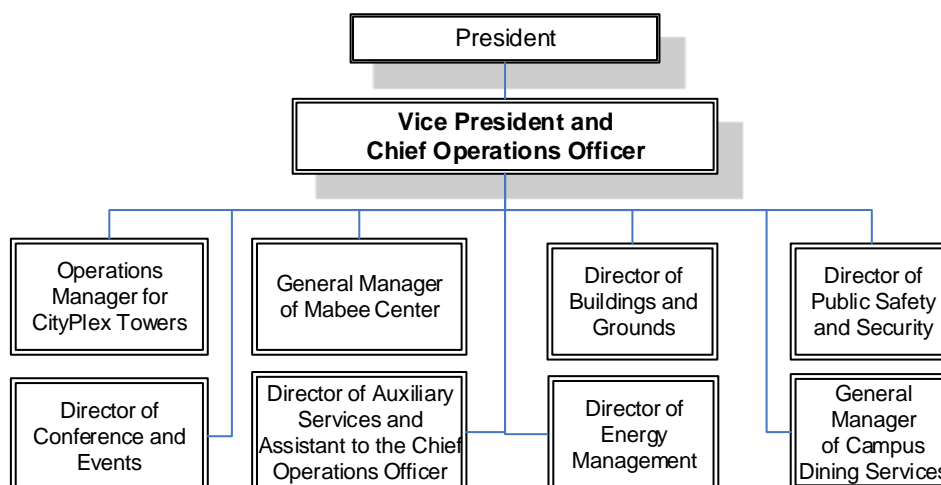 President
Vice President and
Chief Operations Officer
Operations
Manager for
CityPlex Towers
General Manager
of Mabee Center
Director of
Buildings and
Grounds
Director of
Public Safety
and Security
Director of
Conference and
Events
Director of Auxiliary
Services and
Assistant to the Chief
Operations Officer
Director of
Energy
Management
General
Manager
of Campus
Dining Services